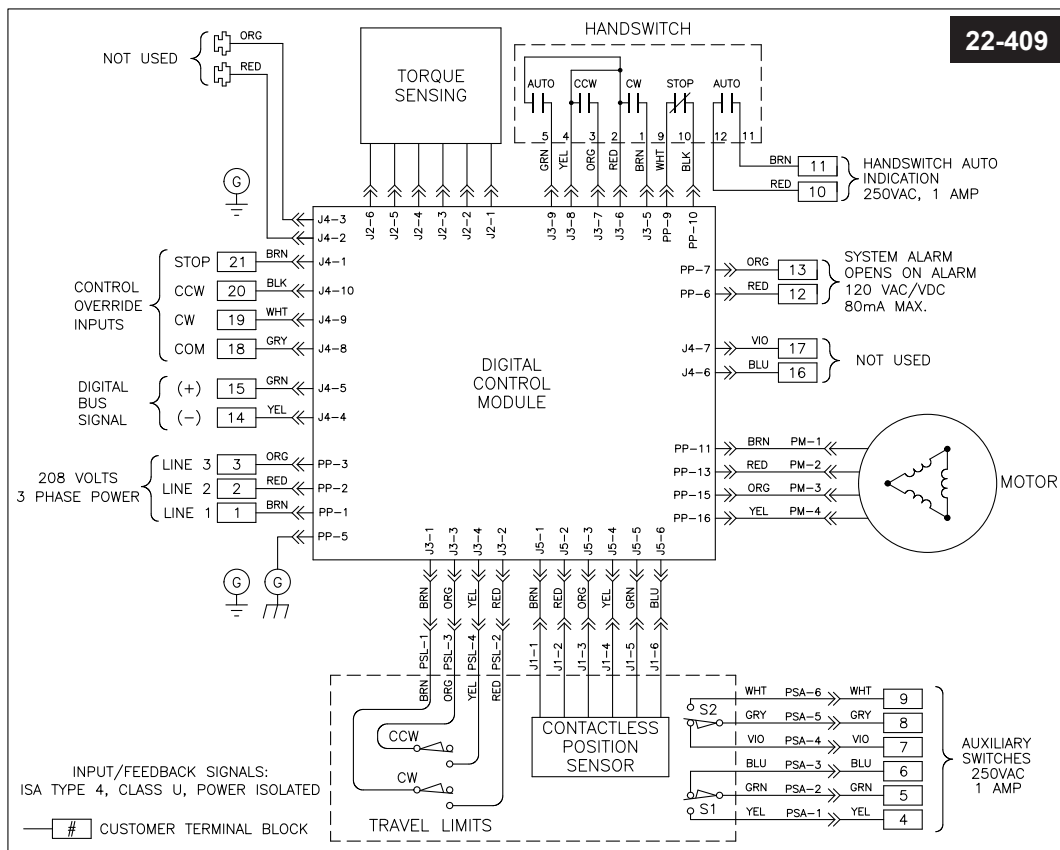 22-409
NOT USED
ORG
RED
TORQUE
SENSING
HANDSWITCH
AUTO
CCW
CW
STOP
AUTO
5
4
3
2
1
9
10
12
11
GRN
YEL
ORG
RED
BRN
WHT
BLK
BRN
11
RED
10
HANDSWITCH AUTO
INDICATION
250VAC, 1 AMP
G
J4-3
J4-2
J2-6
J2-5
J2-4
J2-3
J2-2
J2-1
J3-9
J3-8
J3-7
J3-6
J3-5
PP-9
PP-10
CONTROL
OVERRIDE
INPUTS
STOP
21
BRN
J4-1
CCW
20
BLK
J4-10
CW
19
WHT
J4-9
COM
18
GRY
J4-8
DIGITAL
BUS
SIGNAL
(+)
15
GRN
J4-5
(-)
14
YEL
J4-4
208 VOLTS
3 PHASE POWER
LINE 3
3
ORG
PP-3
LINE 2
2
RED
PP-2
LINE 1
1
BRN
PP-1
PP-5
G
G
DIGITAL
CONTROL
MODULE
PP-7
ORG
13
PP-6
RED
12
SYSTEM ALARM
OPENS ON ALARM
120 VAC/VDC
80mA MAX.
J4-7
VIO
17
J4-6
BLU
16
NOT USED
PP-11
BRN
PM-1
PP-13
RED
PM-2
PP-15
ORG
PM-3
PP-16
YEL
PM-4
MOTOR
J3-1
J3-3
J3-4
J3-2
J5-1
J5-2
J5-3
J5-4
J5-5
J5-6
BRN
ORG
YEL
RED
BRN
RED
ORG
YEL
GRN
BLU
PSL-1
PSL-3
PSL-4
PSL-2
J1-1
J1-2
J1-3
J1-4
J1-5
J1-6
BRN
ORG
YEL
RED
CCW
CW
TRAVEL LIMITS
CONTACTLESS
POSITION
SENSOR
S2
S1
WHT
PSA-6
WHT
9
GRY
PSA-5
GRY
8
VIO
PSA-4
VIO
7
BLU
PSA-3
BLU
6
GRN
PSA-2
GRN
5
YEL
PSA-1
YEL
4
AUXILIARY
SWITCHES
250VAC
1 AMP
INPUT/FEEDBACK SIGNALS:
ISA TYPE 4, CLASS U, POWER ISOLATED
# CUSTOMER TERMINAL BLOCK